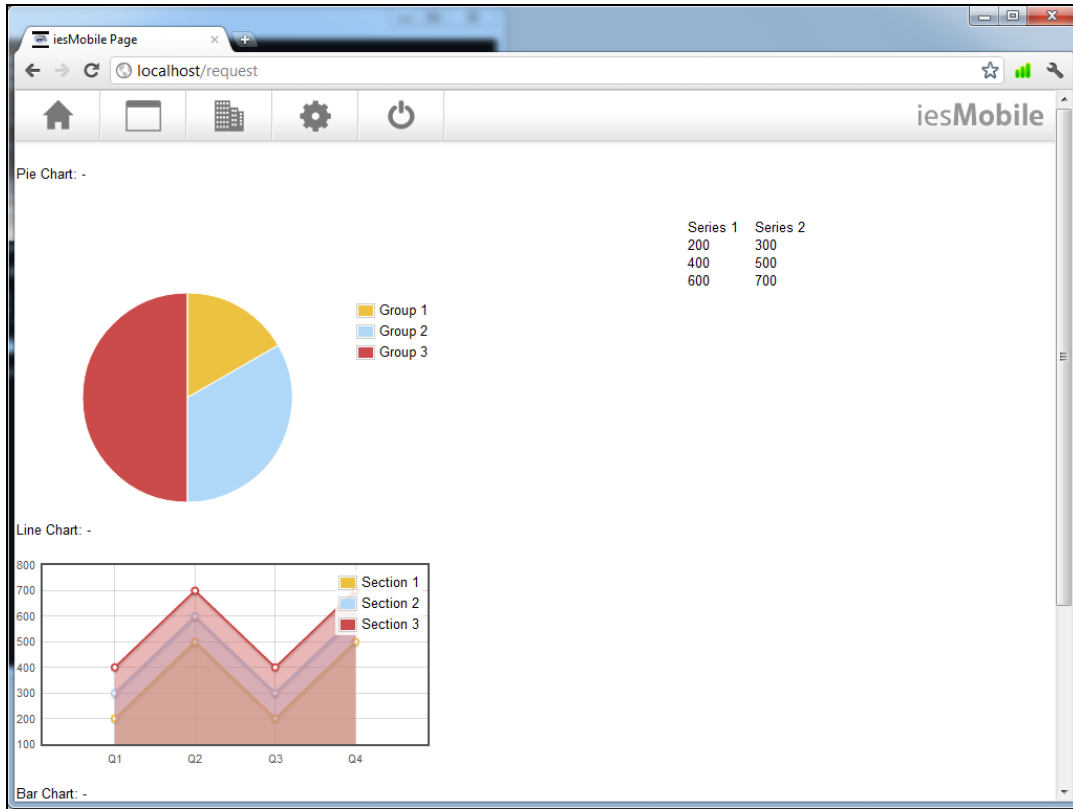 iesMobile Page
localhost/request
iesMobile
Pie Chart: -
Series 1 Series 2
200 300
400 500
600 700
Group 1
Group 2
Group 3
Line Chart: -
800
700
600
500
400
300
200
100
Section 1
Section 2
Section 3
Q1 Q2 Q3 Q4
Bar Chart: -